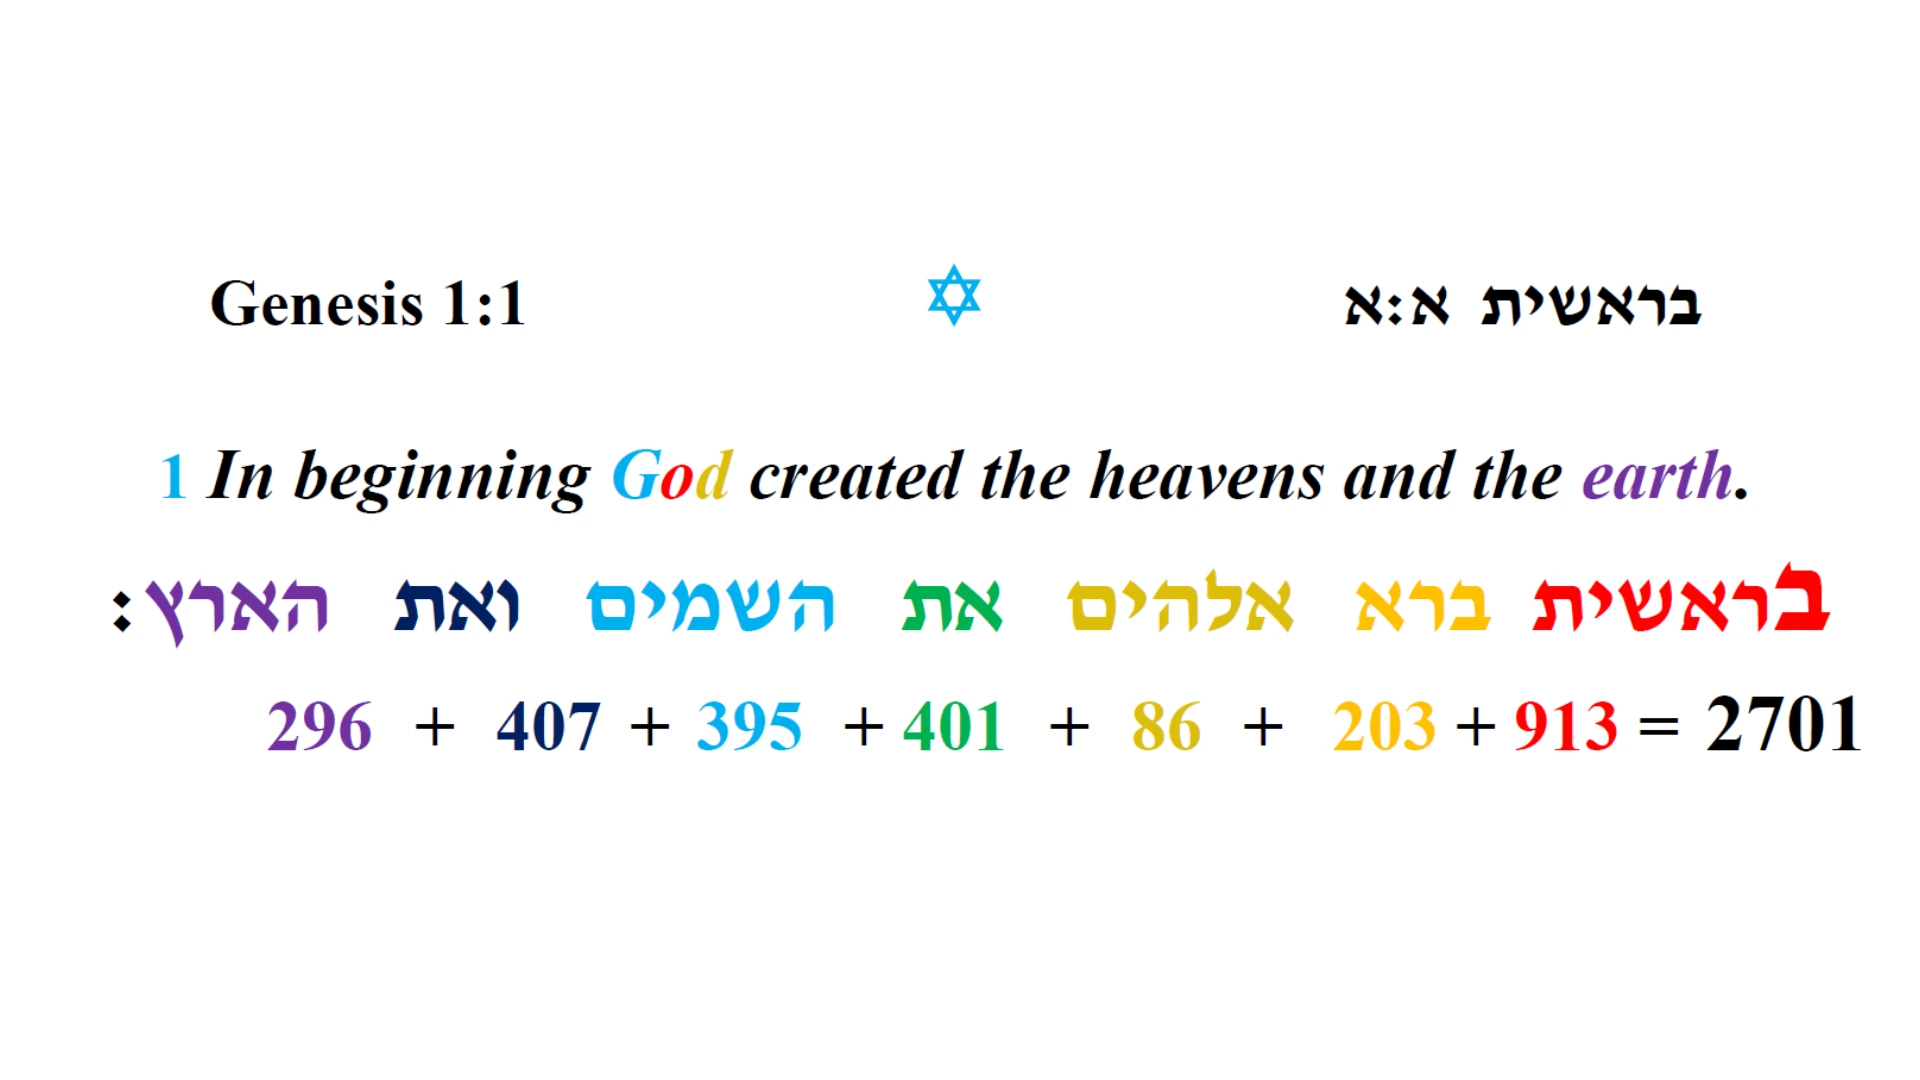 Genesis 1:1 ✡ בראשית א:א
1 In beginning God created the heavens and the earth.
בראשית ברא אלהים את השמים ואת הארץ:
296 + 407 + 395 + 401 + 86 + 203 + 913 = 2701